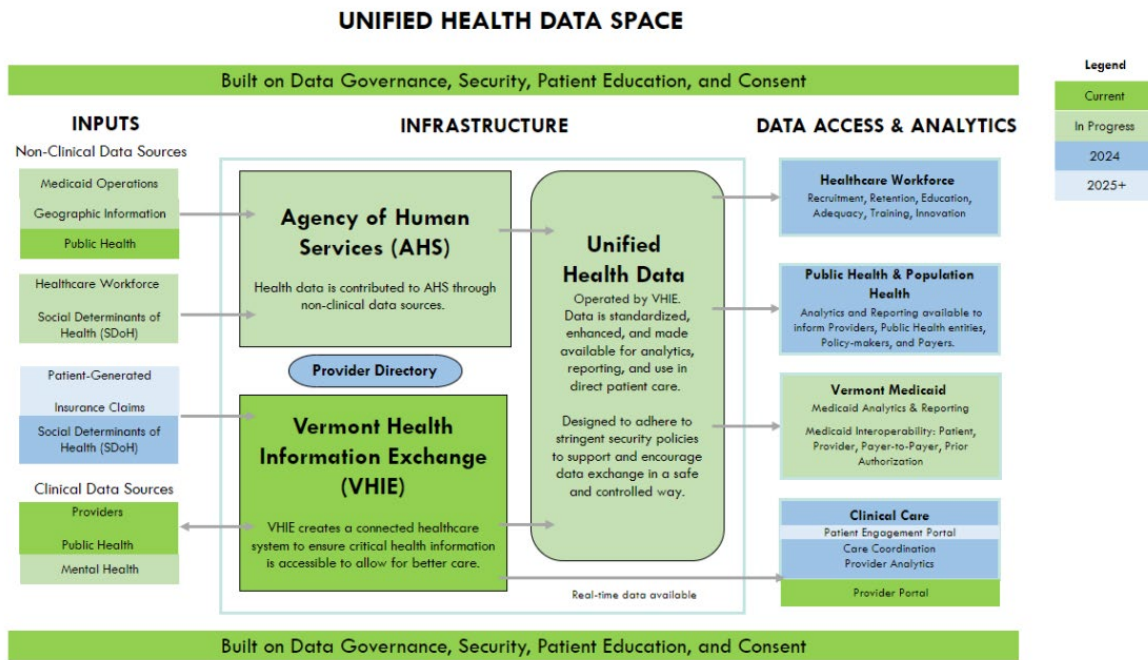 UNIFIED HEALTH DATA SPACE
Built on Data Governance, Security, Patient Education, and Consent
Legend
Current
In Progress
2024
2025+
INPUTS
Non-Clinical Data Sources
Medicaid Operations
Geographic Information
Public Health
Healthcare Workforce
Social Determinants of
Health (SDoH)
Patient-Generated
Insurance Claims
Social Determinants of
Health (SDoH)
Clinical Data Sources
Providers
Public Health
Mental Health
INFRASTRUCTURE
Agency of Human
Services (AHS)
Health data is contributed to AHS through
non-clinical data sources.
Provider Directory
Vermont Health
Information Exchange
(VHIE)
VHIE creates a connected healthcare
system to ensure critical health information
is accessible to allow for better care.
Unified
Health Data
Operated by VHIE.
Data is standardized,
enhanced, and made
available for analytics,
reporting, and use in
direct patient care.
Designed to adhere to
stringent security policies
to support and encourage
data exchange in a safe
and controlled way.
Real-time data available
DATA ACCESS & ANALYTICS
Healthcare Workforce
Recruitment, Retention, Education,
Adequacy, Training, Innovation
Public Health & Population
Health
Analytics and Reporting available to
inform Providers, Public Health entities,
Policy-makers, and Payers.
Vermont Medicaid
Medicaid Analytics & Reporting
Medicaid Interoperability: Patient,
Provider, Payer-to-Payer, Prior
Authorization
Clinical Care
Patient Engagement Portal
Care Coordination
Provider Analytics
Provider Portal
Built on Data Governance, Security, Patient Education, and Consent